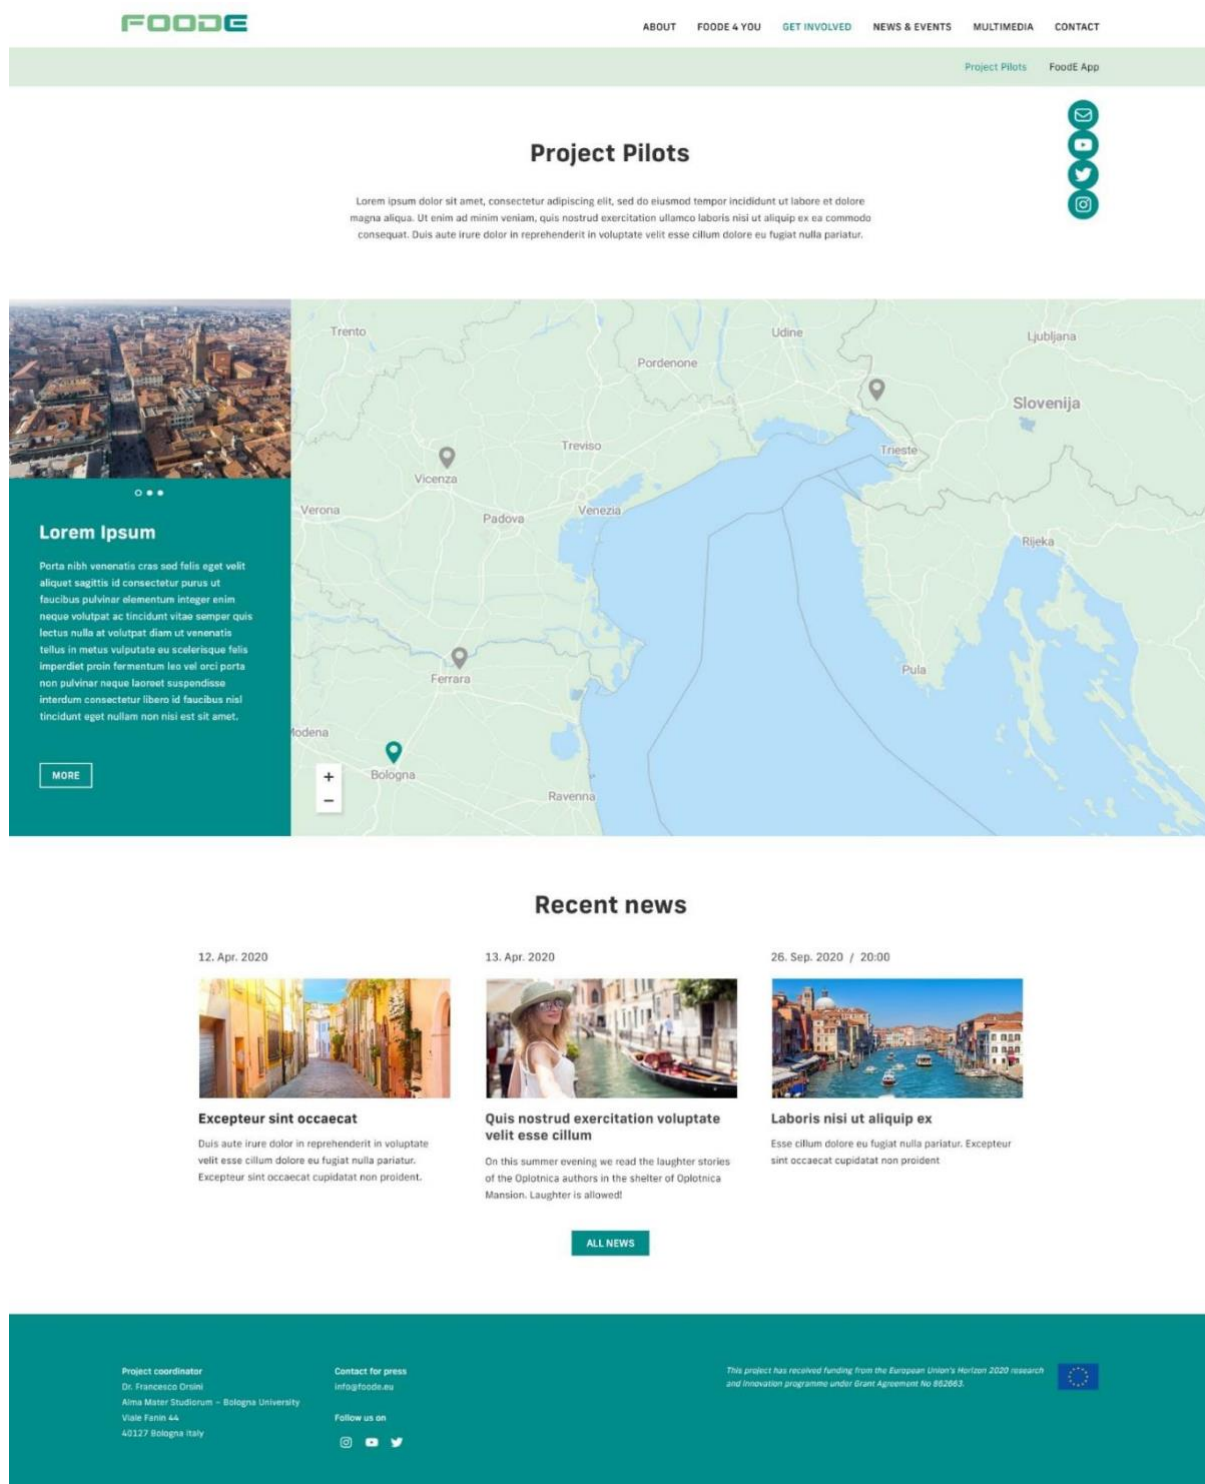 FOODE
ABOUT FOODE 4 YOU GET INVOLVED NEWS & EVENTS MULTIMEDIA CONTACT
Project Pilots FoodE App
Project Pilots
Lorem ipsum dolor sit amet, consectetur adipiscing elit, sed do eiusmod tempor incididunt ut labore et dolore
magna aliqua. Ut enim ad minim veniam, quis nostrud exercitation ullamco laboris nisi ut aliquip ex ea commodo
consequat. Duis aute irure dolor in reprehenderit in voluptate velit esse cillum dolore eu fugiat nulla pariatur.
Trento
Udine
Ljubljana
Pordenone
Slovenija
Treviso
Trieste
Vicenza
Verona
Padova
Venezia
Rijeka
Pula
Ferrara
Modena
Bologna
Ravenna
+
−
Lorem Ipsum
Porta nibh venenatis cras sed felis eget velit
aliquet sagittis id consectetur purus ut
faucibus pulvinar elementum integer enim
neque volutpat ac tincidunt vitae semper quis
lectus nulla at volutpat diam ut venenatis
tellus in metus vulputate eu scelerisque felis
imperdiet proin fermentum leo vel orci porta
non pulvinar neque laoreet suspendisse
interdum consectetur libero id faucibus nisl
tincidunt eget nullam non nisi est sit amet.
MORE
Recent news
12. Apr. 2020
Excepteur sint occaecat
Duis aute irure dolor in reprehenderit in voluptate
velit esse cillum dolore eu fugiat nulla pariatur.
Excepteur sint occaecat cupidatat non proident.
13. Apr. 2020
Quis nostrud exercitation voluptate
velit esse cillum
On this summer evening we read the laughter stories
of the Oplotnica authors in the shelter of Oplotnica
Mansion. Laughter is allowed!
26. Sep. 2020 / 20:00
Laboris nisi ut aliquip ex
Esse cillum dolore eu fugiat nulla pariatur. Excepteur
sint occaecat cupidatat non proident
ALL NEWS
Project coordinator
Dr. Francesco Orsini
Alma Mater Studiorum – Bologna University
Viale Fanin 44
40127 Bologna Italy
Contact for press
info@foode.eu
Follow us on
This project has received funding from the European Union's Horizon 2020 research
and innovation programme under Grant Agreement No 862663.